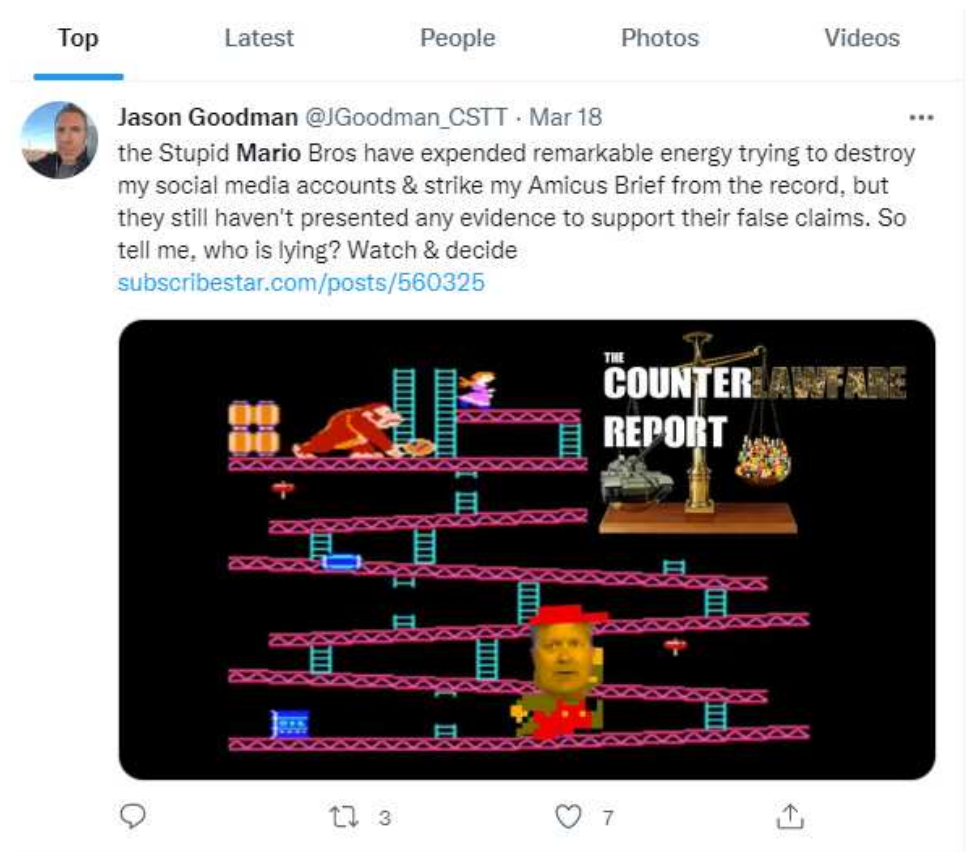 Top Latest People Photos Videos
Jason Goodman @JGoodman_CSTT · Mar 18
the Stupid Mario Bros have expended remarkable energy trying to destroy
my social media accounts & strike my Amicus Brief from the record, but
they still haven't presented any evidence to support their false claims. So
tell me, who is lying? Watch & decide
subscribestar.com/posts/560325
THE
COUNTERLAWFARE
REPORT
OIL
3 7